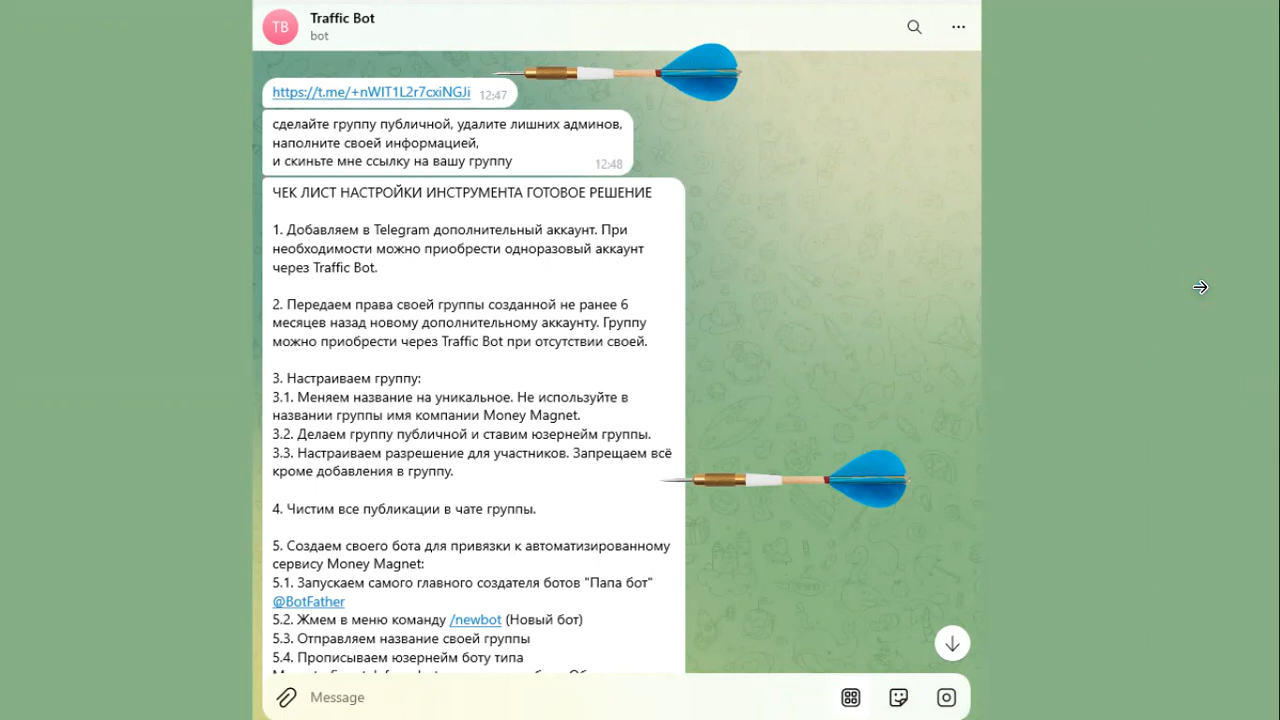 TB
Traffic Bot
bot
https://t.me/+nWIT1L2r7cxiNGJi 12:47
сделайте группу публичной, удалите лишних админов,
наполните своей информацией,
и скиньте мне ссылку на вашу группу 12:48
ЧЕК ЛИСТ НАСТРОЙКИ ИНСТРУМЕНТА ГОТОВОЕ РЕШЕНИЕ
1. Добавляем в Telegram дополнительный аккаунт. При
необходимости можно приобрести одноразовый аккаунт
через Traffic Bot.
2. Передаем права своей группы созданной не ранее 6
месяцев назад новому дополнительному аккаунту. Группу
можно приобрести через Traffic Bot при отсутствии своей.
3. Настраиваем группу:
3.1. Меняем название на уникальное. Не используйте в
названии группы имя компании Money Magnet.
3.2. Делаем группу публичной и ставим юзернейм группы.
3.3. Настраиваем разрешение для участников. Запрещаем всё
кроме добавления в группу.
4. Чистим все публикации в чате группы.
5. Создаем своего бота для привязки к автоматизированному
сервису Money Magnet:
5.1. Запускаем самого главного создателя ботов "Папа бот"
@BotFather
5.2. Жмем в меню команду /newbot (Новый бот)
5.3. Отправляем название своей группы
5.4. Прописываем юзернейм боту типа
Message